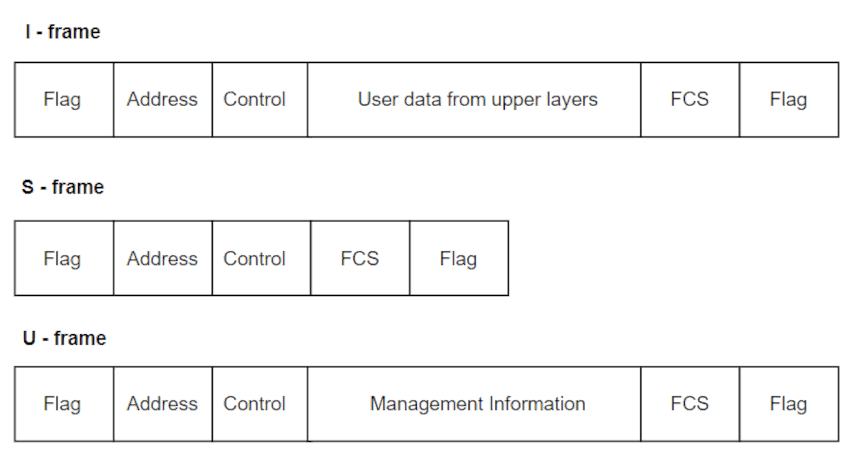 I - frame
Flag Address Control User data from upper layers FCS Flag
S - frame
Flag Address Control FCS Flag
U - frame
Flag Address Control Management Information FCS Flag